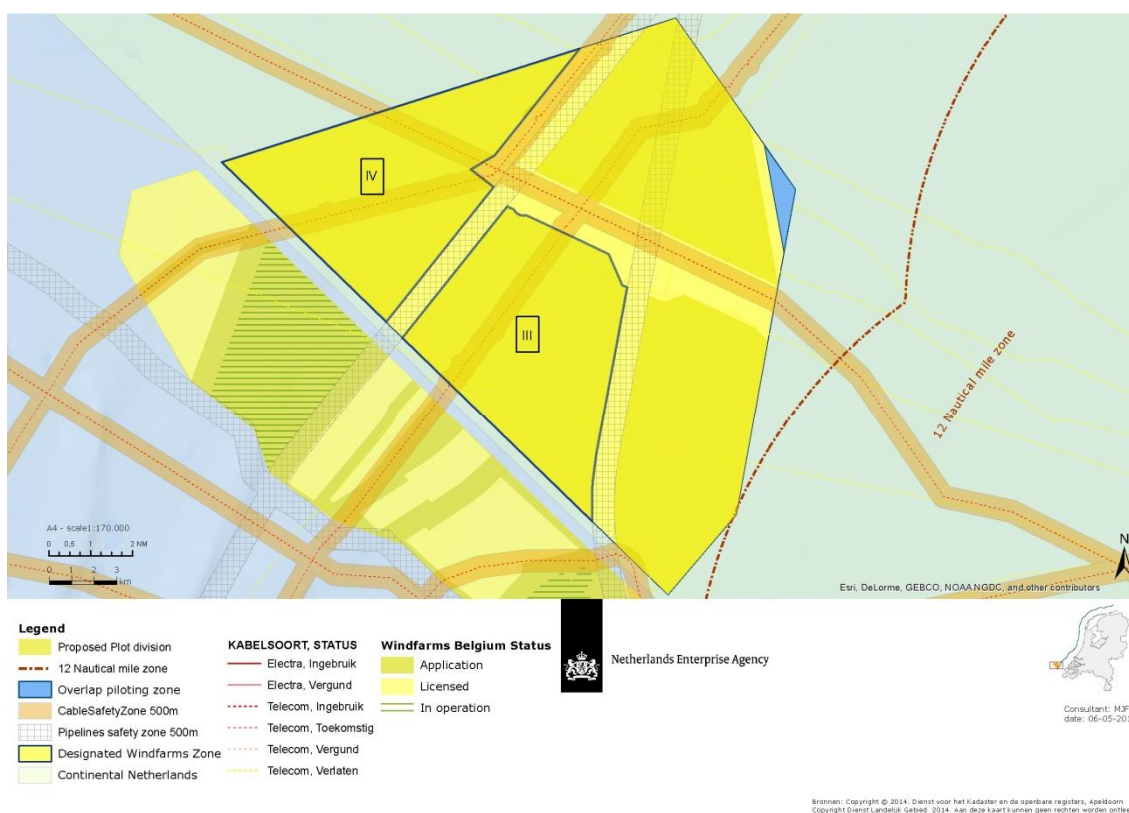 IV
III
12 Nautical mile zone
A4 - scale1:170.000
0 0,5 1 2 NM
0 1 2 3 km
N
Esri, DeLorme, GEBCO, NOAA NGDC, and other contributors
Legend
Proposed Plot division
12 Nautical mile zone
Overlap piloting zone
CableSafetyZone 500m
Pipelines safety zone 500m
Designated Windfarms Zone
Continental Netherlands
KABELSOORT, STATUS
Electra, Ingebruik
Electra, Vergund
Telecom, Ingebruik
Telecom, Toekomstig
Telecom, Vergund
Telecom, Verlaten
Windfarms Belgium Status
Application
Licensed
In operation
Netherlands Enterprise Agency
Consultant: MJF
date: 06-05-201
Bronnen: Copyright © 2014. Dienst voor het Kadaster en de openbare registers, Apeldoorn
Copyright Dienst Landelijk Gebied 2014. Aan deze kaart kunnen geen rechten worden ontlee